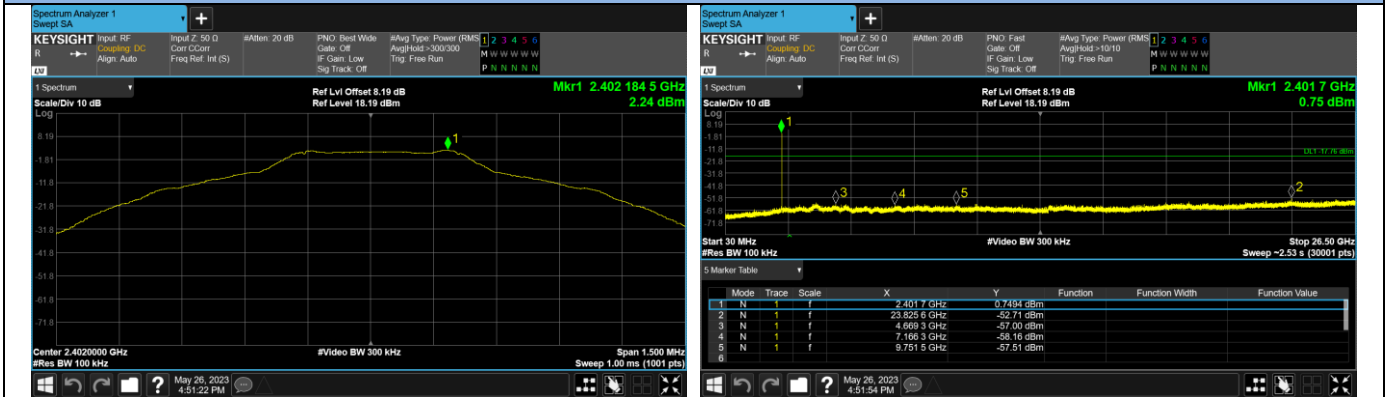 Spectrum Analyzer 1
Swept SA
+
KEYSIGHT Input: RF Input Z: 50 Ω #Atten: 20 dB PNO: Best Wide #Avg Type: Power (RMS 1 2 3 4 5 6
R Coupling: DC Corr CCorr Gate: Off Avg|Hold:>300/300 M W W W W W
Align: Auto Freq Ref: Int (S) IF Gain: Low Trig: Free Run
LXI Sig Track: Off P N N N N N
1 Spectrum Ref Lvl Offset 8.19 dB Mkr1 2.402 184 5 GHz
Scale/Div 10 dB Ref Level 18.19 dBm 2.24 dBm
Log
8.19
1
-1.81
-11.8
-21.8
-31.8
-41.8
-51.8
-61.8
-71.8
Center 2.4020000 GHz #Video BW 300 kHz Span 1.500 MHz
#Res BW 100 kHz Sweep 1.00 ms (1001 pts)
? May 26, 2023
4:51:22 PM
Spectrum Analyzer 1
Swept SA
+
KEYSIGHT Input: RF Input Z: 50 Ω #Atten: 20 dB PNO: Fast #Avg Type: Power (RMS 1 2 3 4 5 6
R Coupling: DC Corr CCorr Gate: Off Avg|Hold:>10/10 M W W W W W
Align: Auto Freq Ref: Int (S) IF Gain: Low Trig: Free Run
LXI Sig Track: Off P N N N N N
1 Spectrum Ref Lvl Offset 8.19 dB Mkr1 2.401 7 GHz
Scale/Div 10 dB Ref Level 18.19 dBm 0.75 dBm
Log
8.19
1
-1.81
-11.8
DL1 -17.76 dBm
-21.8
-31.8
-41.8
3 4 5 2
-51.8
-61.8
-71.8
Start 30 MHz #Video BW 300 kHz Stop 26.50 GHz
#Res BW 100 kHz Sweep ~2.53 s (30001 pts)
5 Marker Table
Mode Trace Scale X Y Function Function Width Function Value
1 N 1 f 2.401 7 GHz 0.7494 dBm
2 N 1 f 23.825 6 GHz -52.71 dBm
3 N 1 f 4.669 3 GHz -57.00 dBm
4 N 1 f 7.166 3 GHz -58.16 dBm
5 N 1 f 9.751 5 GHz -57.51 dBm
6
? May 26, 2023
4:51:54 PM